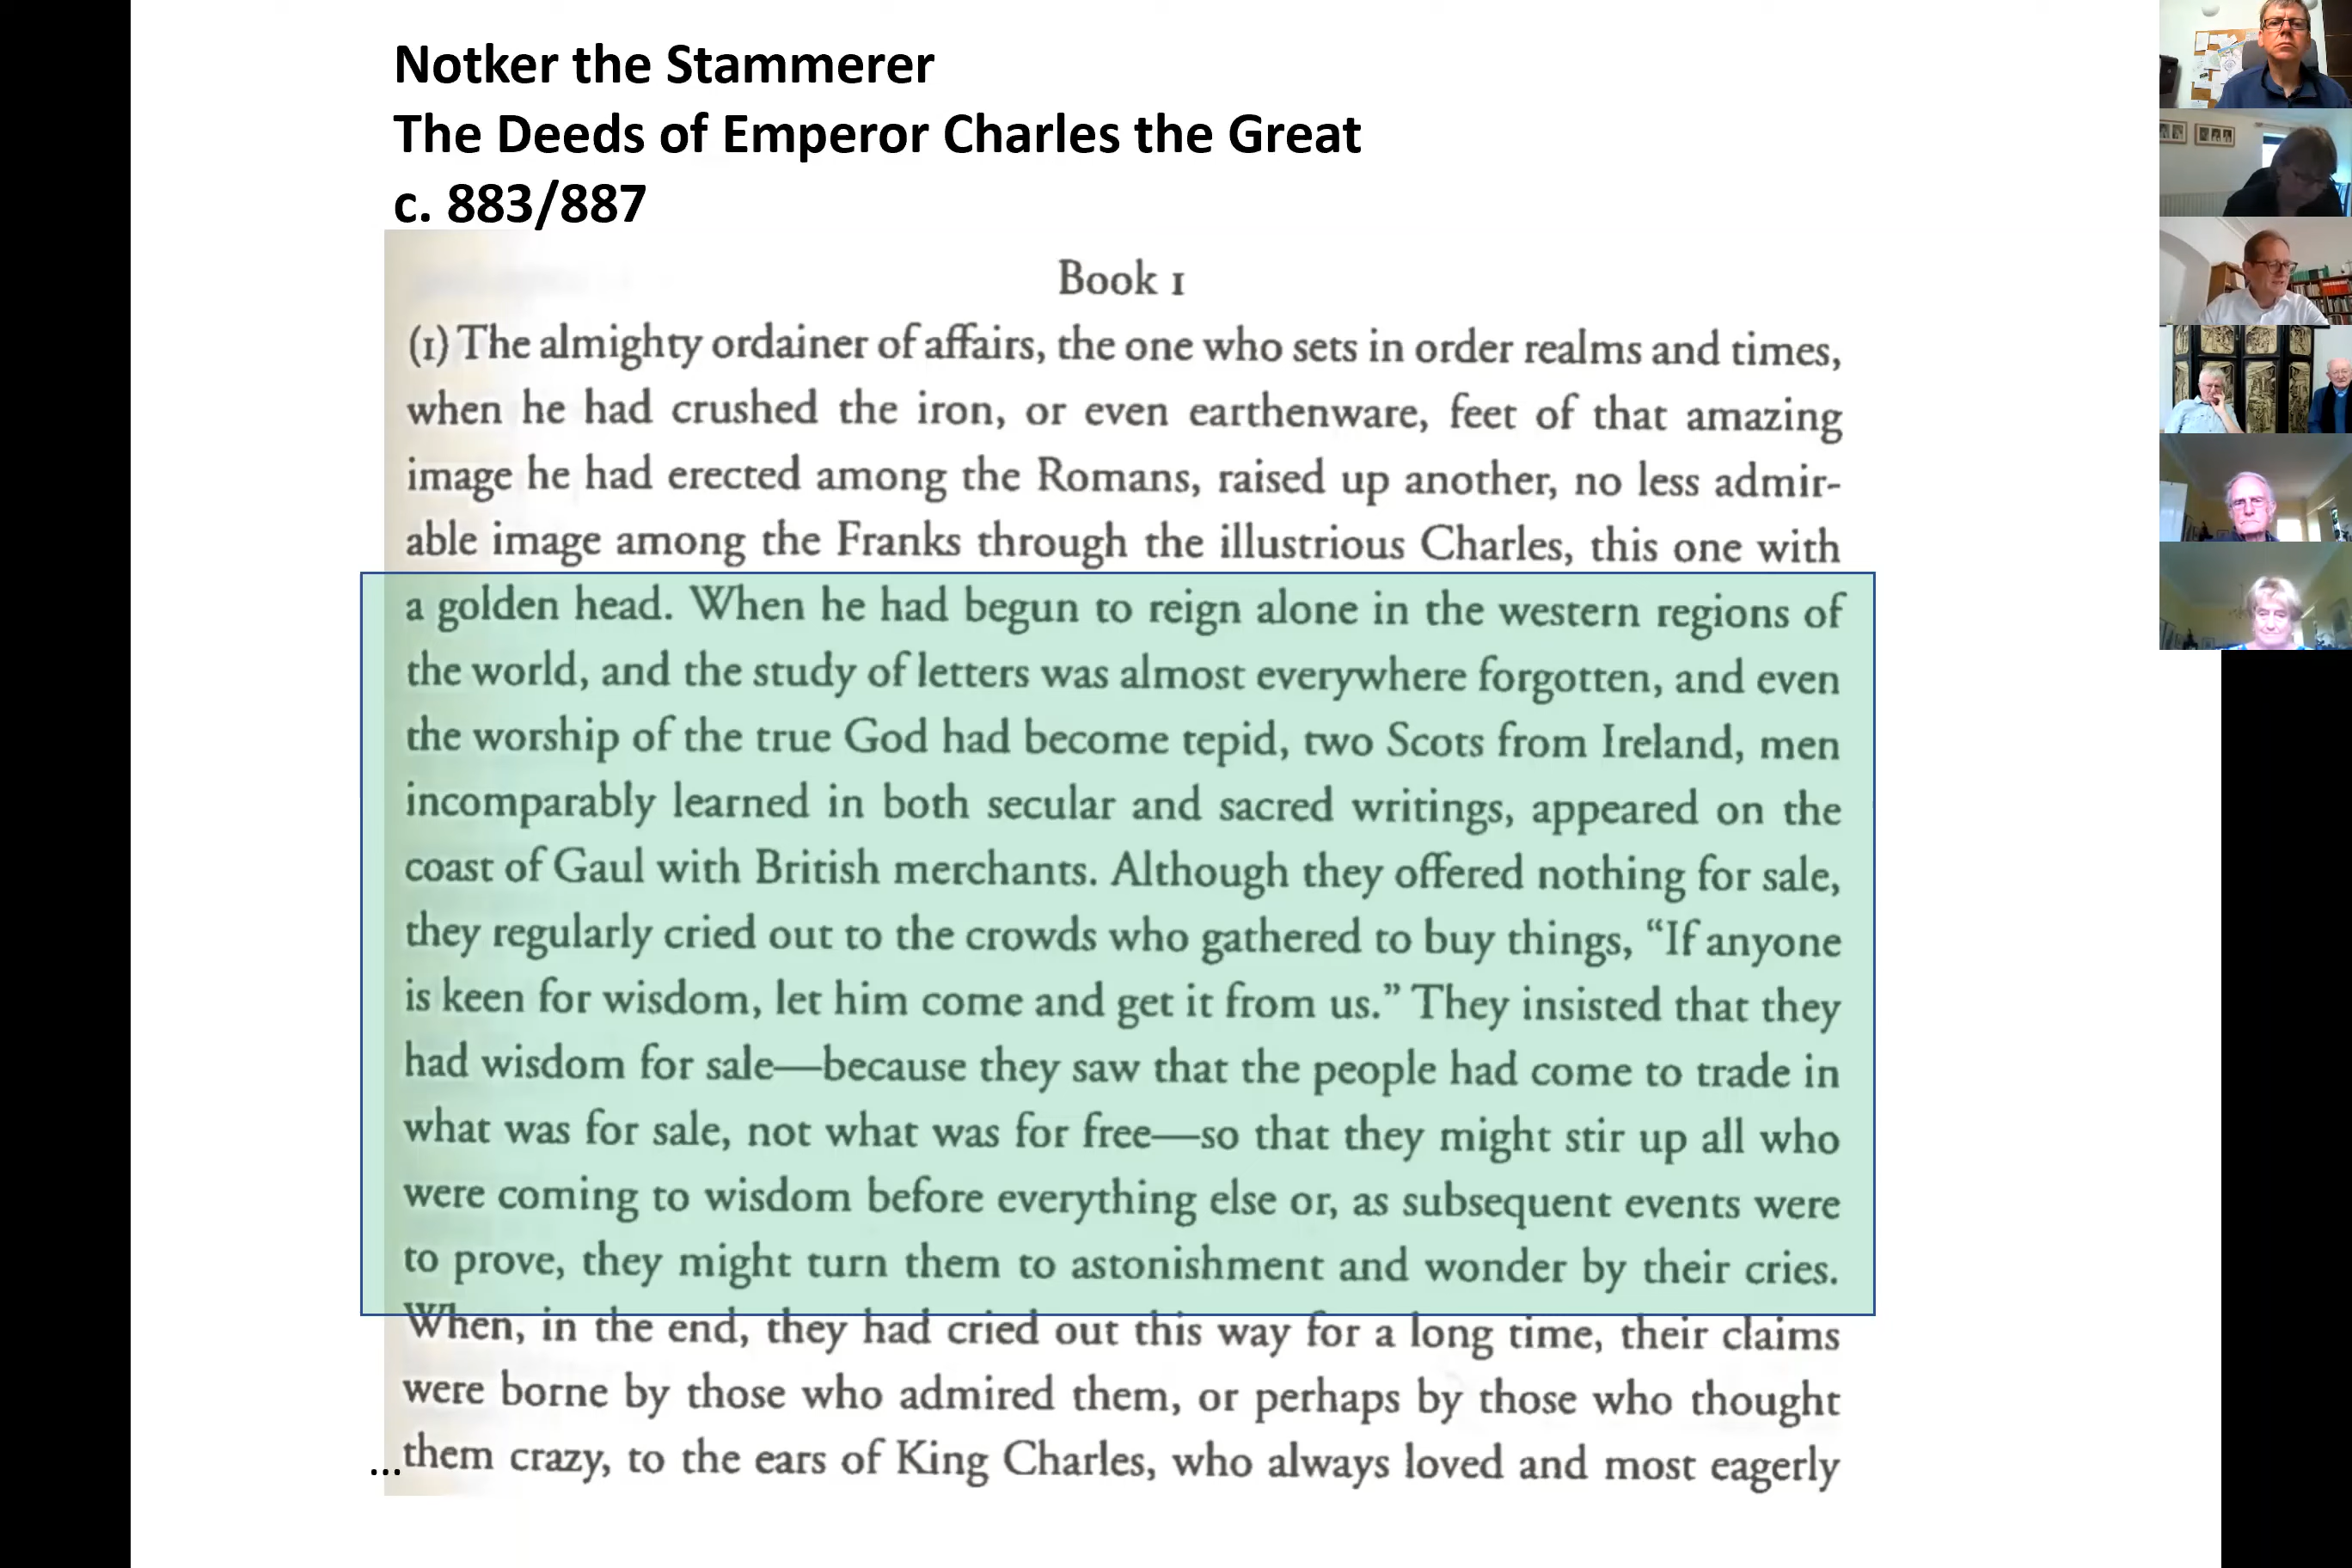 Notker the Stammerer
The Deeds of Emperor Charles the Great
c. 883/887
Book 1
(1) The almighty ordainer of affairs, the one who sets in order realms and times,
when he had crushed the iron, or even earthenware, feet of that amazing
image he had erected among the Romans, raised up another, no less admir-
able image among the Franks through the illustrious Charles, this one with
a golden head. When he had begun to reign alone in the western regions of
the world, and the study of letters was almost everywhere forgotten, and even
the worship of the true God had become tepid, two Scots from Ireland, men
incomparably learned in both secular and sacred writings, appeared on the
coast of Gaul with British merchants. Although they offered nothing for sale,
they regularly cried out to the crowds who gathered to buy things, “If anyone
is keen for wisdom, let him come and get it from us.” They insisted that they
had wisdom for sale—because they saw that the people had come to trade in
what was for sale, not what was for free—so that they might stir up all who
were coming to wisdom before everything else or, as subsequent events were
to prove, they might turn them to astonishment and wonder by their cries.
When, in the end, they had cried out this way for a long time, their claims
were borne by those who admired them, or perhaps by those who thought
...them crazy, to the ears of King Charles, who always loved and most eagerly